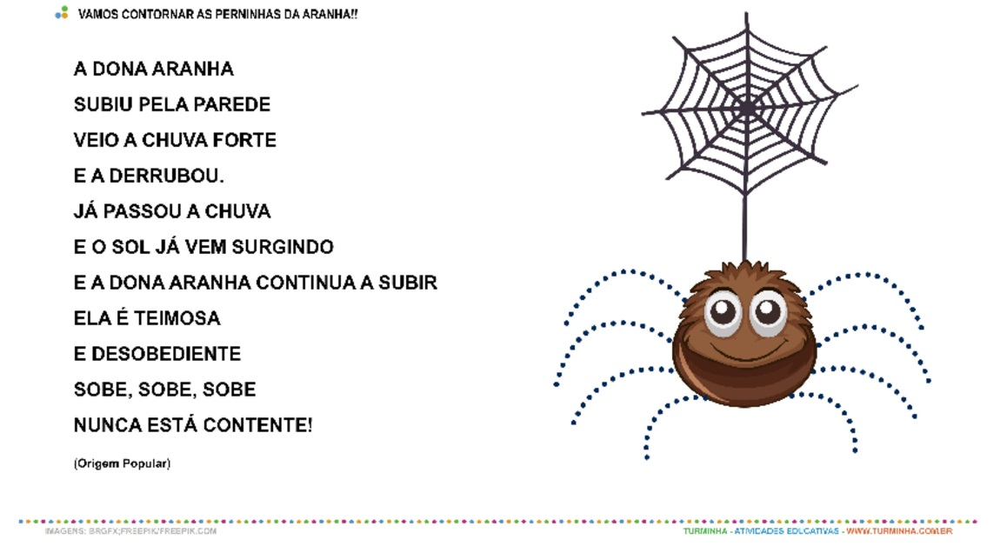 VAMOS CONTORNAR AS PERNINHAS DA ARANHA!!
A DONA ARANHA
SUBIU PELA PAREDE
VEIO A CHUVA FORTE
E A DERRUBOU.
JÁ PASSOU A CHUVA
E O SOL JÁ VEM SURGINDO
E A DONA ARANHA CONTINUA A SUBIR
ELA É TEIMOSA
E DESOBEDIENTE
SOBE, SOBE, SOBE
NUNCA ESTÁ CONTENTE!
(Origem Popular)
IMAGENS: BRGFX;FREEPIK/FREEPIK.COM
TURMINHA - ATIVIDADES EDUCATIVAS - WWW.TURMINHA.COM.BR